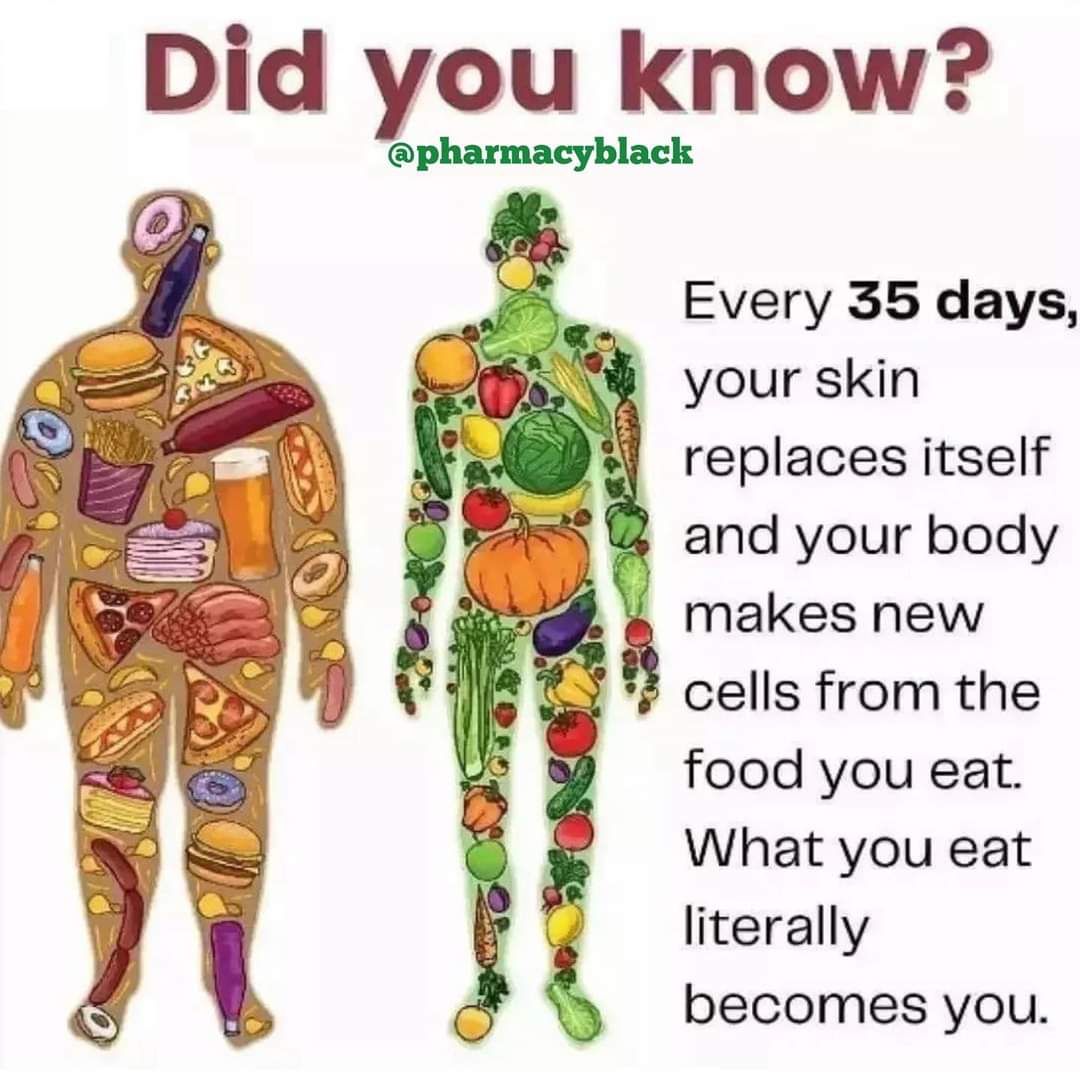 Did you know?
@pharmacyblack
Every 35 days,
your skin
replaces itself
and your body
makes new
cells from the
food you eat.
What you eat
literally
becomes you.